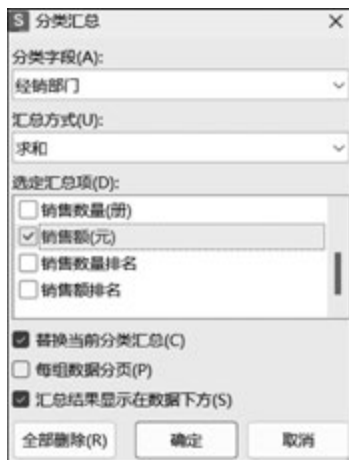 S 分类汇总
分类字段(A):
经销部门
汇总方式(U):
求和
选定汇总项(D):
销售数量(册)
销售额(元)
销售数量排名
销售额排名
替换当前分类汇总(C)
每组数据分页(P)
汇总结果显示在数据下方(S)
全部删除(R) 确定 取消